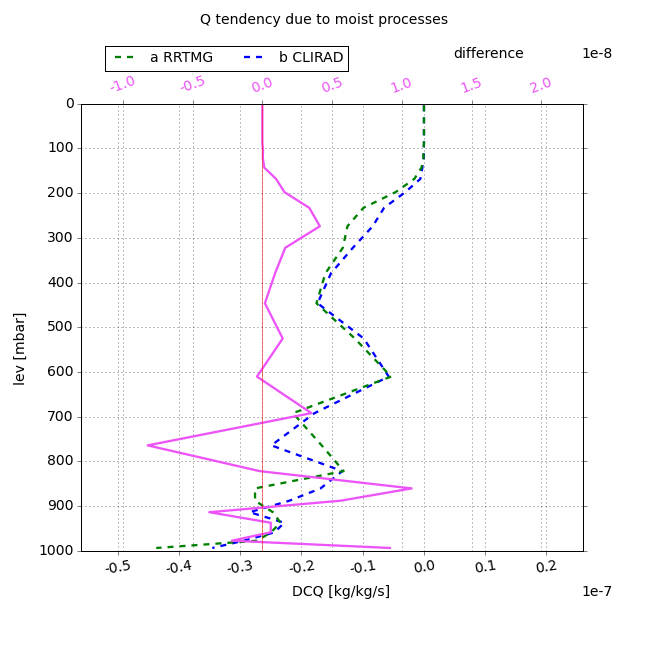 Q tendency due to moist processes
a RRTMG b CLIRAD difference 1e-8
-1.0 -0.5 0.0 0.5 1.0 1.5 2.0
0
100
200
300
400
500
600
700
800
900
1000
lev [mbar]
-0.5 -0.4 -0.3 -0.2 -0.1 0.0 0.1 0.2
DCQ [kg/kg/s] 1e-7